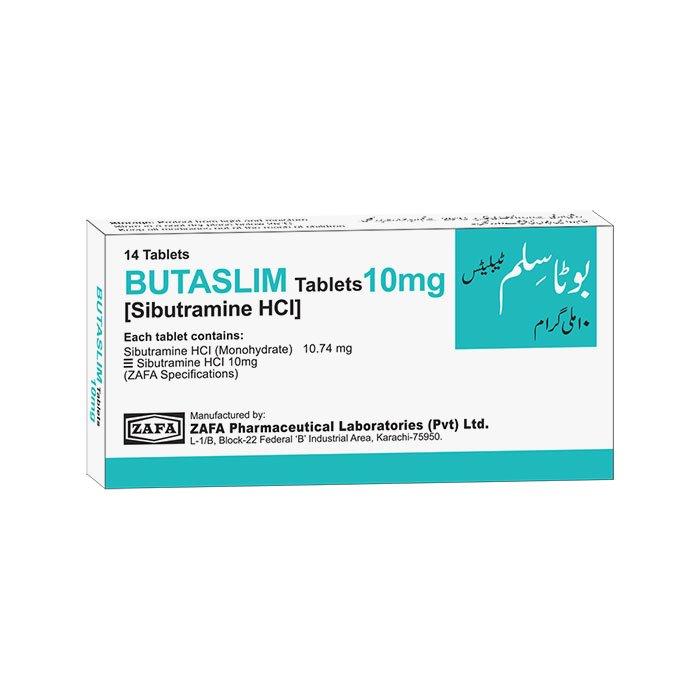 14 Tablets
BUTASLIM Tablets 10mg
[Sibutramine HCl]
Each tablet contains:
Sibutramine HCl (Monohydrate) 10.74 mg
≡ Sibutramine HCl 10mg
(ZAFA Specifications)
ZAFA
Manufactured by:
ZAFA Pharmaceutical Laboratories (Pvt) Ltd.
L-1/B, Block-22 Federal 'B' Industrial Area, Karachi-75950.
بوٹا سِلم ٹیبلیٹس
۱۰ ملی گرام
BUTASLIM Tablets
10mg